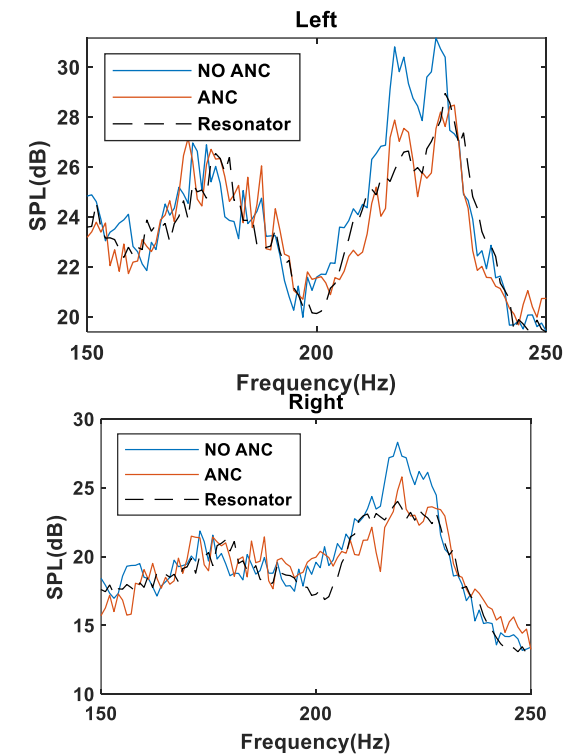 Left
NO ANC
ANC
Resonator
SPL(dB)
30
28
26
24
22
20
150
200
250
Frequency(Hz)
Right
NO ANC
ANC
Resonator
SPL(dB)
30
25
20
15
10
150
200
250
Frequency(Hz)